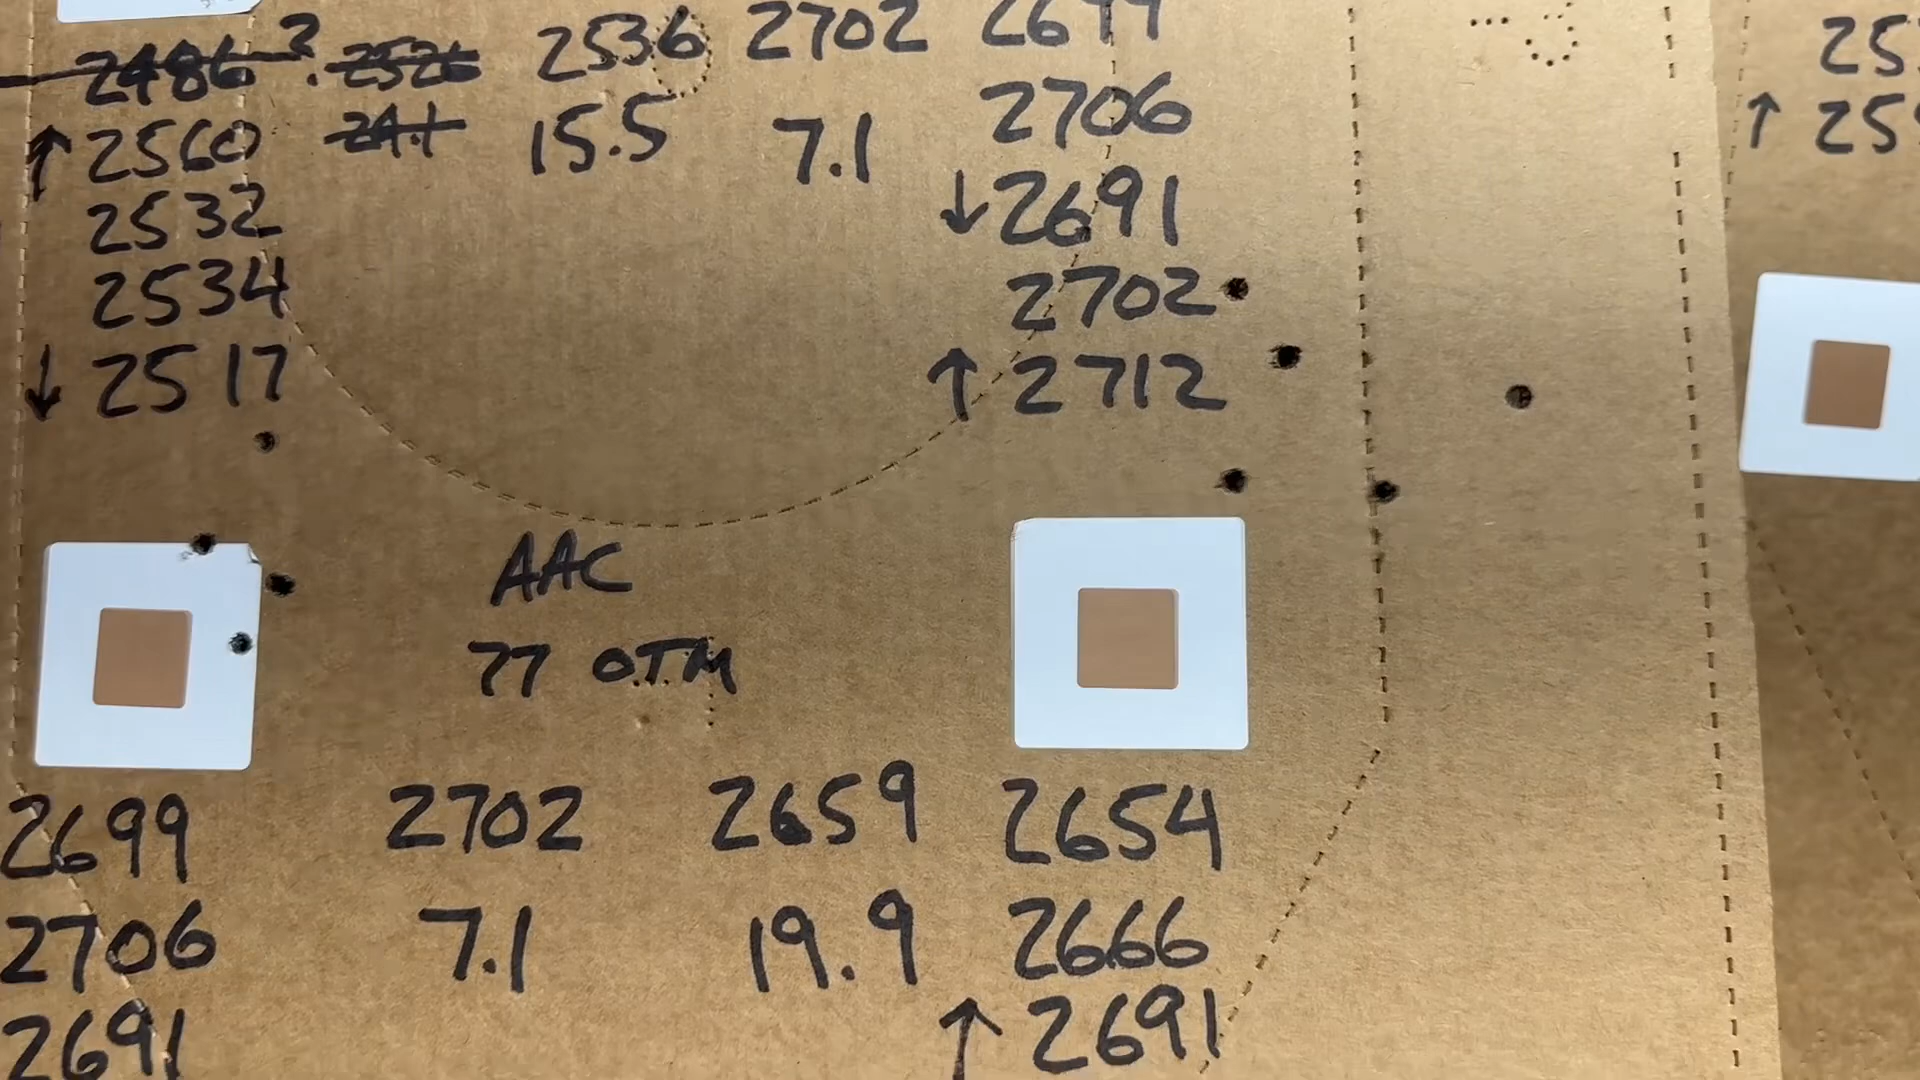 2486 ? 2526 2536 2702 2699
↑ 2560 24.1 15.5 7.1 2706
2532 ↓ 2691
2534 2702
↓ 2517 ↑ 2712
AAC
77 OTM
2699 2702 2659 2654
2706 7.1 19.9 2666
2691 ↑ 2691